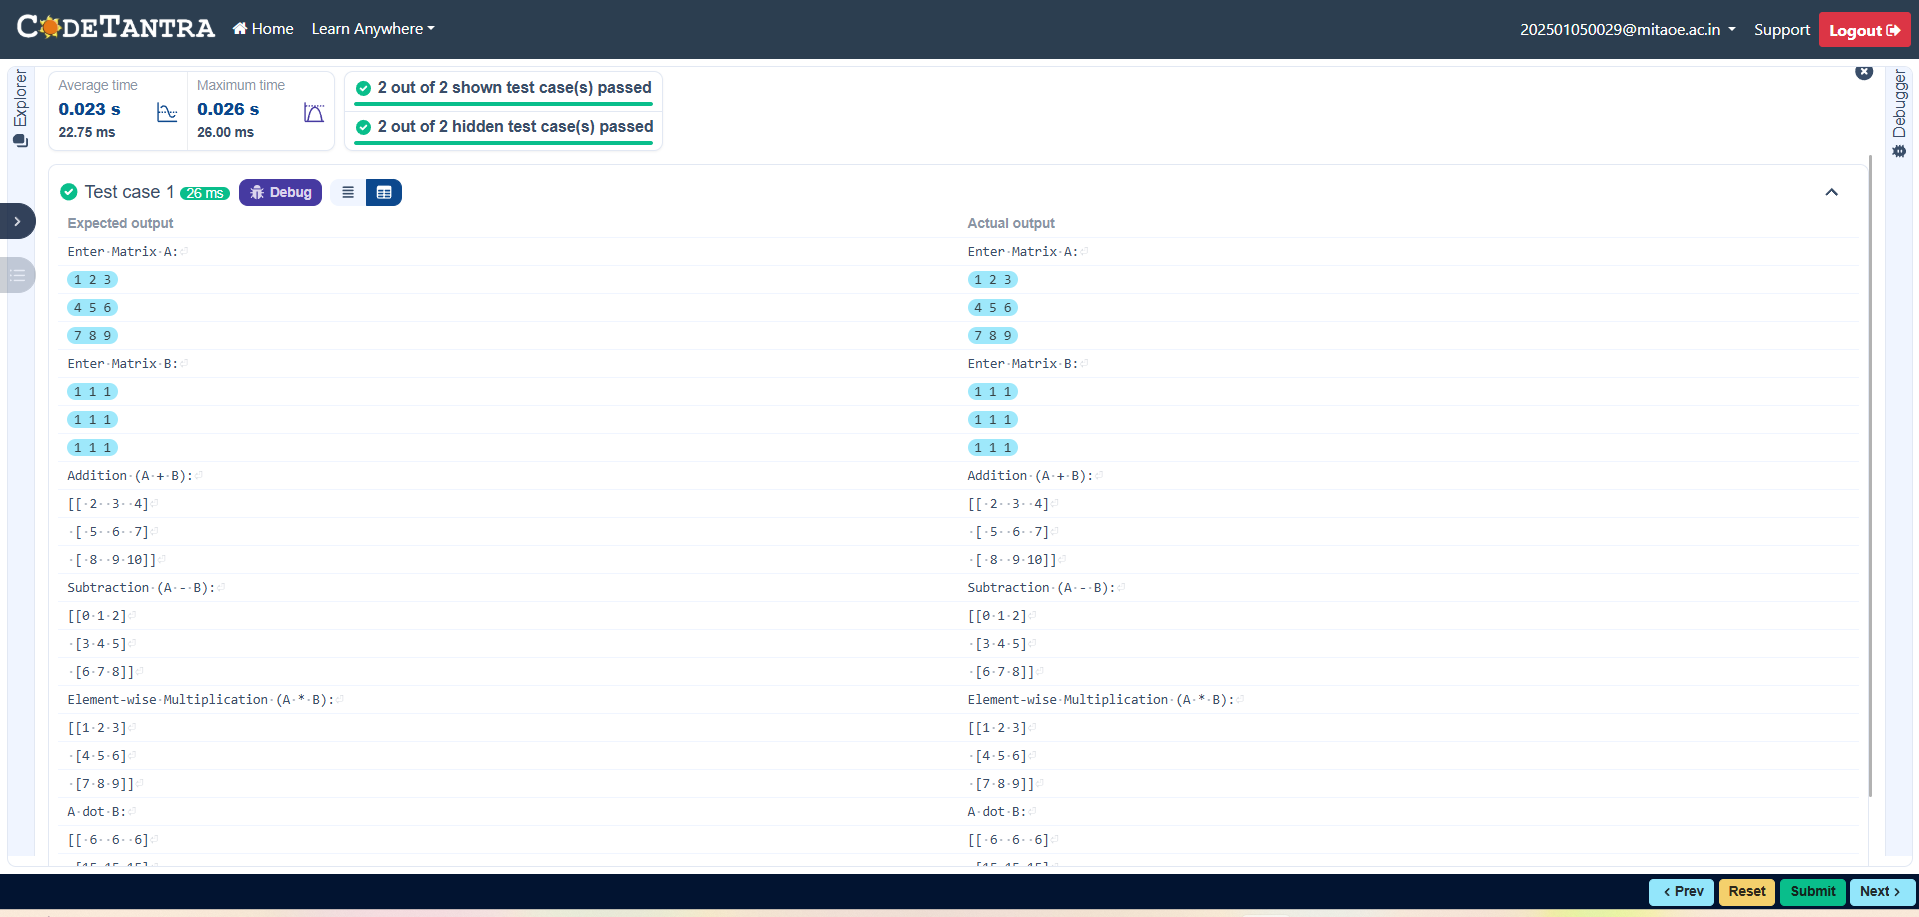 CODETANTRA Home Learn Anywhere 202501050029@mitaoe.ac.in Support Logout
Explorer
Debugger
Average time
0.023 s
22.75 ms
Maximum time
0.026 s
26.00 ms
2 out of 2 shown test case(s) passed
2 out of 2 hidden test case(s) passed
Test case 1 26 ms Debug
Expected output Actual output
Enter·Matrix·A: Enter·Matrix·A:
1 2 3 1 2 3
4 5 6 4 5 6
7 8 9 7 8 9
Enter·Matrix·B: Enter·Matrix·B:
1 1 1 1 1 1
1 1 1 1 1 1
1 1 1 1 1 1
Addition·(A·+·B): Addition·(A·+·B):
[[·2··3··4] [[·2··3··4]
·[·5··6··7] ·[·5··6··7]
·[·8··9·10]] ·[·8··9·10]]
Subtraction·(A·-·B): Subtraction·(A·-·B):
[[0·1·2] [[0·1·2]
·[3·4·5] ·[3·4·5]
·[6·7·8]] ·[6·7·8]]
Element-wise·Multiplication·(A·*·B): Element-wise·Multiplication·(A·*·B):
[[1·2·3] [[1·2·3]
·[4·5·6] ·[4·5·6]
·[7·8·9]] ·[7·8·9]]
A·dot·B: A·dot·B:
[[·6··6··6] [[·6··6··6]
·[15·15·15] ·[15·15·15]
Prev Reset Submit Next